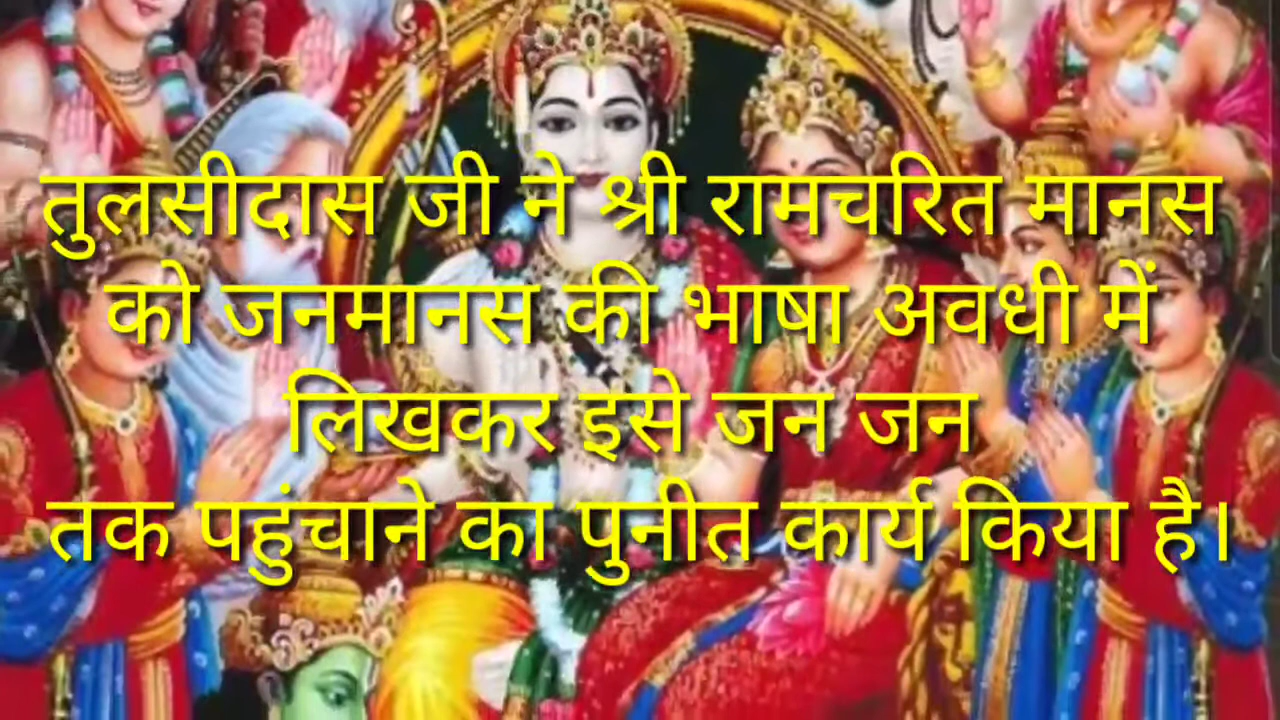 तुलसीदास जी ने श्री रामचरित मानस
को जनमानस की भाषा अवधी में
लिखकर इसे जन जन
तक पहुंचाने का पुनीत कार्य किया है।